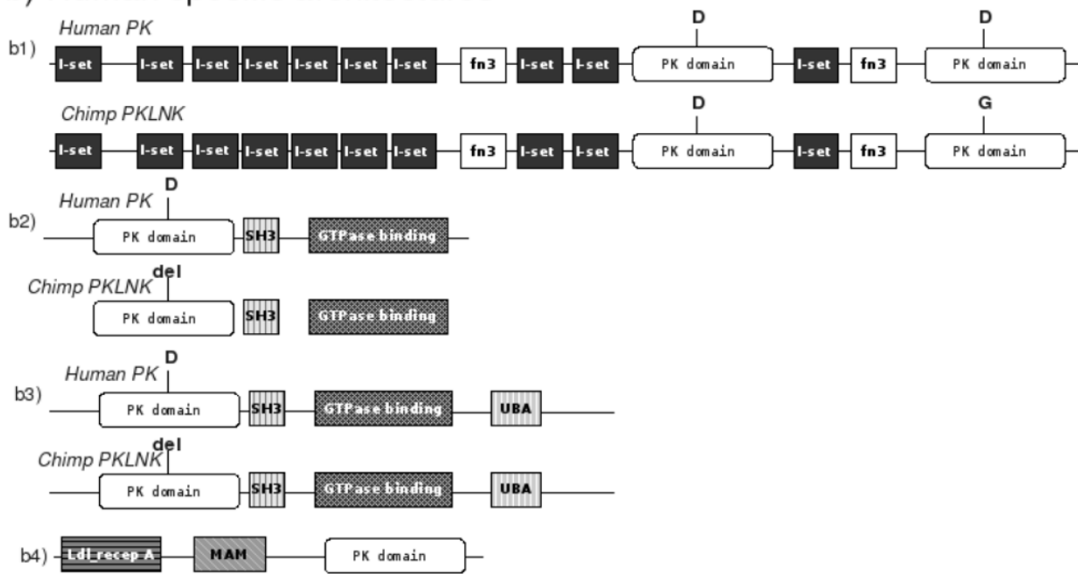 D D
Human PK
b1) I-set I-set I-set I-set I-set I-set I-set fn3 I-set I-set PK domain I-set fn3 PK domain
D G
Chimp PKLNK
I-set I-set I-set I-set I-set I-set I-set fn3 I-set I-set PK domain I-set fn3 PK domain
D
Human PK
b2) PK domain SH3 GTPase binding
del
Chimp PKLNK
PK domain SH3 GTPase binding
D
Human PK
b3) PK domain SH3 GTPase binding UBA
del
Chimp PKLNK
PK domain SH3 GTPase binding UBA
b4) Ldl_recep A MAM PK domain